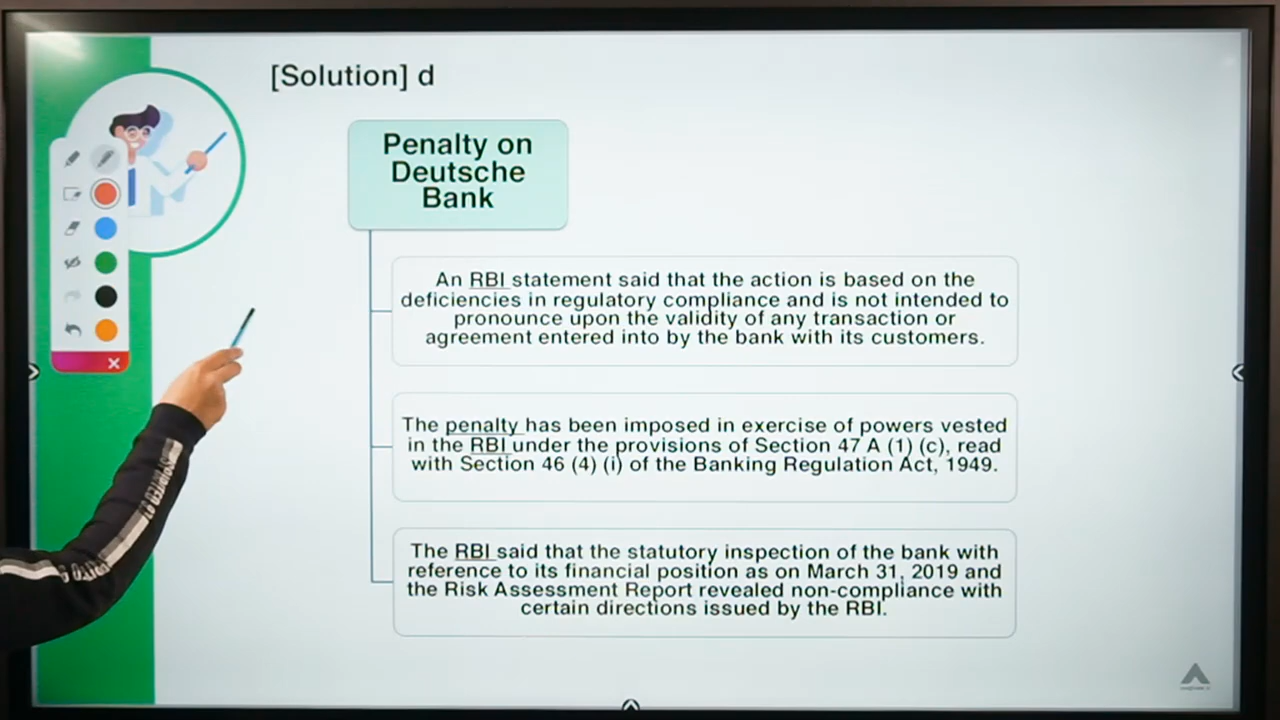 [Solution] d
Penalty on
Deutsche
Bank
An RBI statement said that the action is based on the
deficiencies in regulatory compliance and is not intended to
pronounce upon the validity of any transaction or
agreement entered into by the bank with its customers.
The penalty has been imposed in exercise of powers vested
in the RBI under the provisions of Section 47 A (1) (c), read
with Section 46 (4) (i) of the Banking Regulation Act, 1949.
The RBI said that the statutory inspection of the bank with
reference to its financial position as on March 31, 2019 and
the Risk Assessment Report revealed non-compliance with
certain directions issued by the RBI.